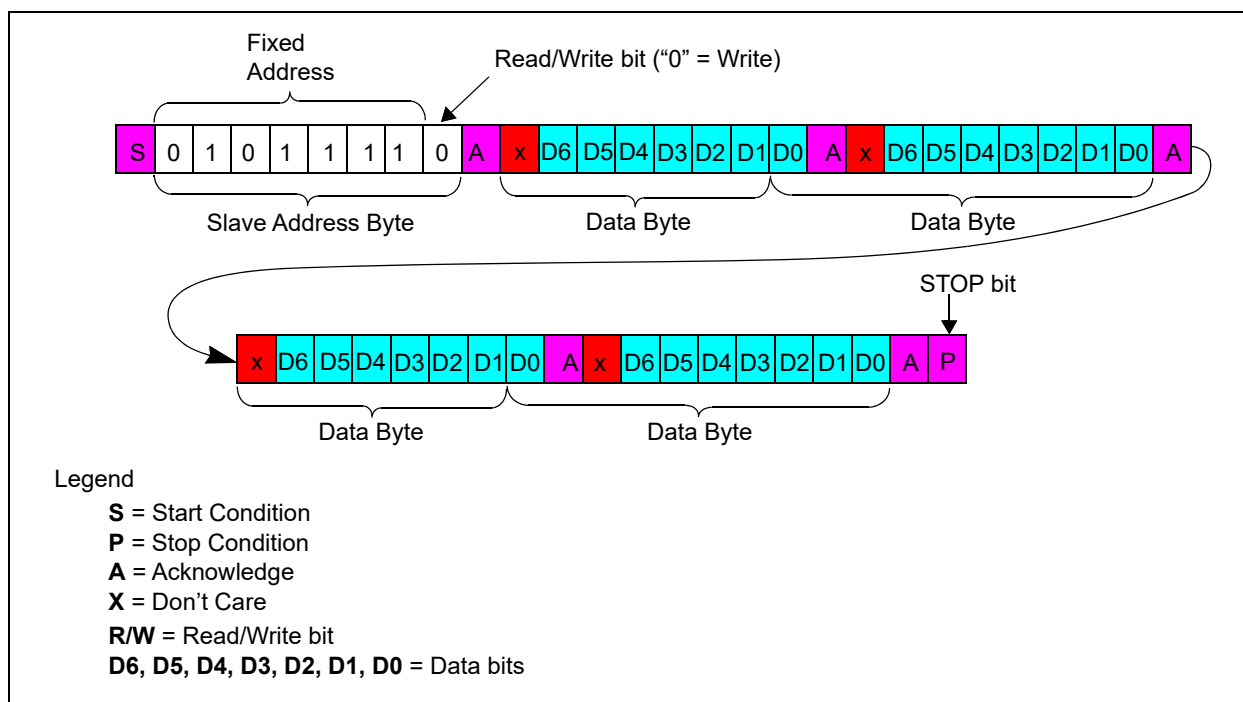 Fixed
Address
Read/Write bit (“0” = Write)
S 0 1 0 1 1 1 1 0 A x D6 D5 D4 D3 D2 D1 D0 A x D6 D5 D4 D3 D2 D1 D0 A
Slave Address Byte Data Byte Data Byte
STOP bit
x D6 D5 D4 D3 D2 D1 D0 A x D6 D5 D4 D3 D2 D1 D0 A P
Data Byte Data Byte
Legend
S = Start Condition
P = Stop Condition
A = Acknowledge
X = Don’t Care
R/W = Read/Write bit
D6, D5, D4, D3, D2, D1, D0 = Data bits